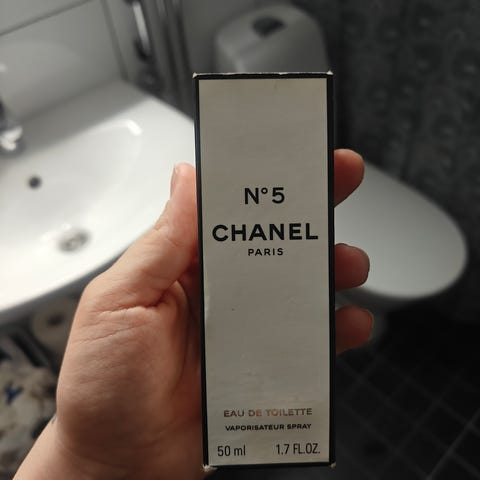 N°5
CHANEL
PARIS
EAU DE TOILETTE
VAPORISATEUR SPRAY
50 ml 1.7 FL.OZ.